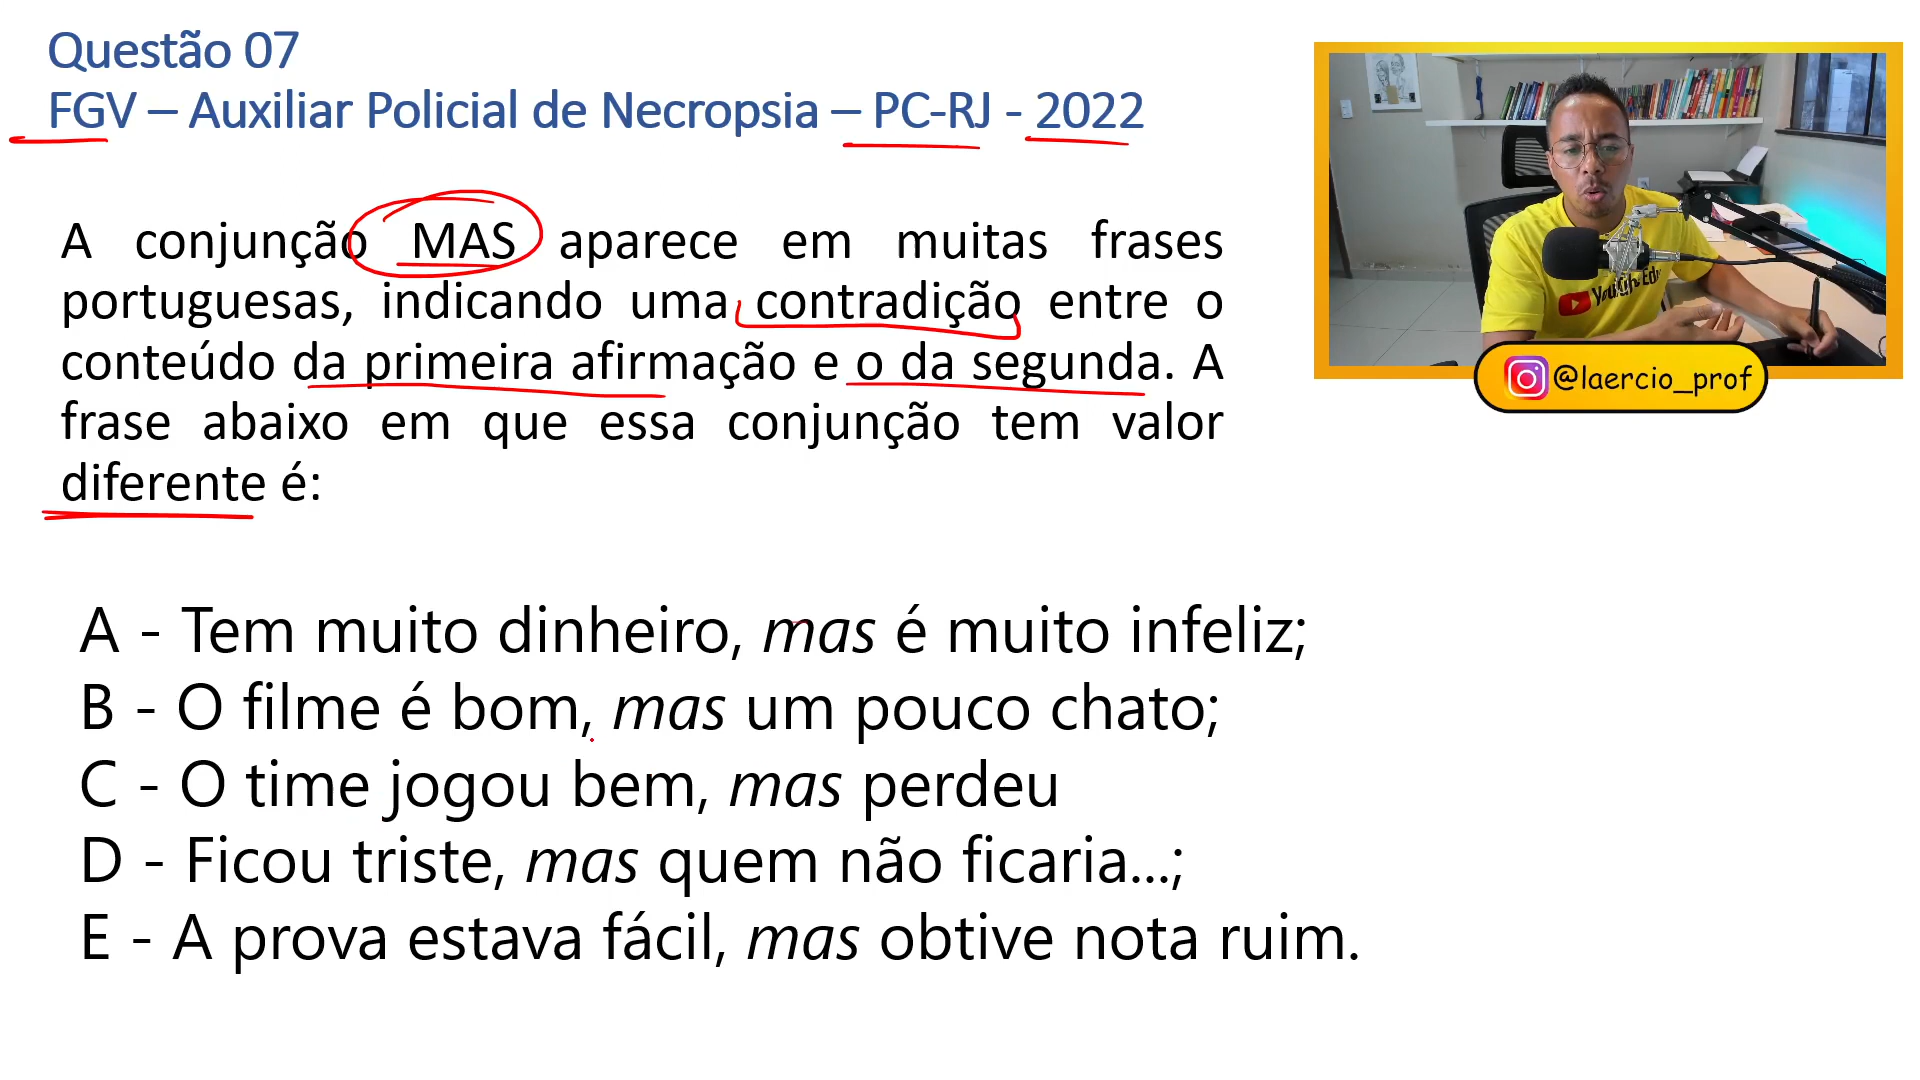 Questão 07
FGV – Auxiliar Policial de Necropsia – PC-RJ - 2022
A conjunção MAS aparece em muitas frases
portuguesas, indicando uma contradição entre o
conteúdo da primeira afirmação e o da segunda. A
frase abaixo em que essa conjunção tem valor
diferente é:
A - Tem muito dinheiro, mas é muito infeliz;
B - O filme é bom, mas um pouco chato;
C - O time jogou bem, mas perdeu
D - Ficou triste, mas quem não ficaria...;
E - A prova estava fácil, mas obtive nota ruim.
@laercio_prof